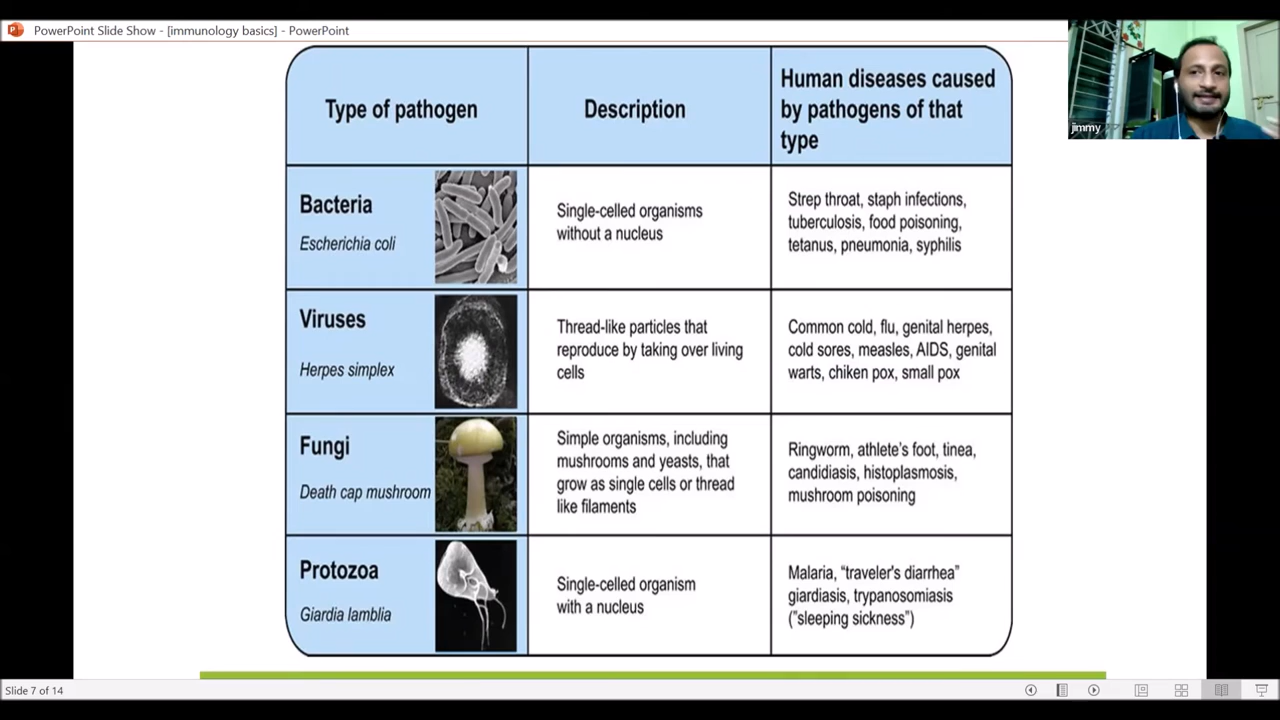 PowerPoint Slide Show - [immunology basics] - PowerPoint
jimmy
Type of pathogen
Description
Human diseases caused
by pathogens of that
type
Bacteria
Escherichia coli
Single-celled organisms
without a nucleus
Strep throat, staph infections,
tuberculosis, food poisoning,
tetanus, pneumonia, syphilis
Viruses
Herpes simplex
Thread-like particles that
reproduce by taking over living
cells
Common cold, flu, genital herpes,
cold sores, measles, AIDS, genital
warts, chiken pox, small pox
Fungi
Death cap mushroom
Simple organisms, including
mushrooms and yeasts, that
grow as single cells or thread
like filaments
Ringworm, athlete's foot, tinea,
candidiasis, histoplasmosis,
mushroom poisoning
Protozoa
Giardia lamblia
Single-celled organism
with a nucleus
Malaria, “traveler's diarrhea”
giardiasis, trypanosomiasis
(”sleeping sickness”)
Slide 7 of 14